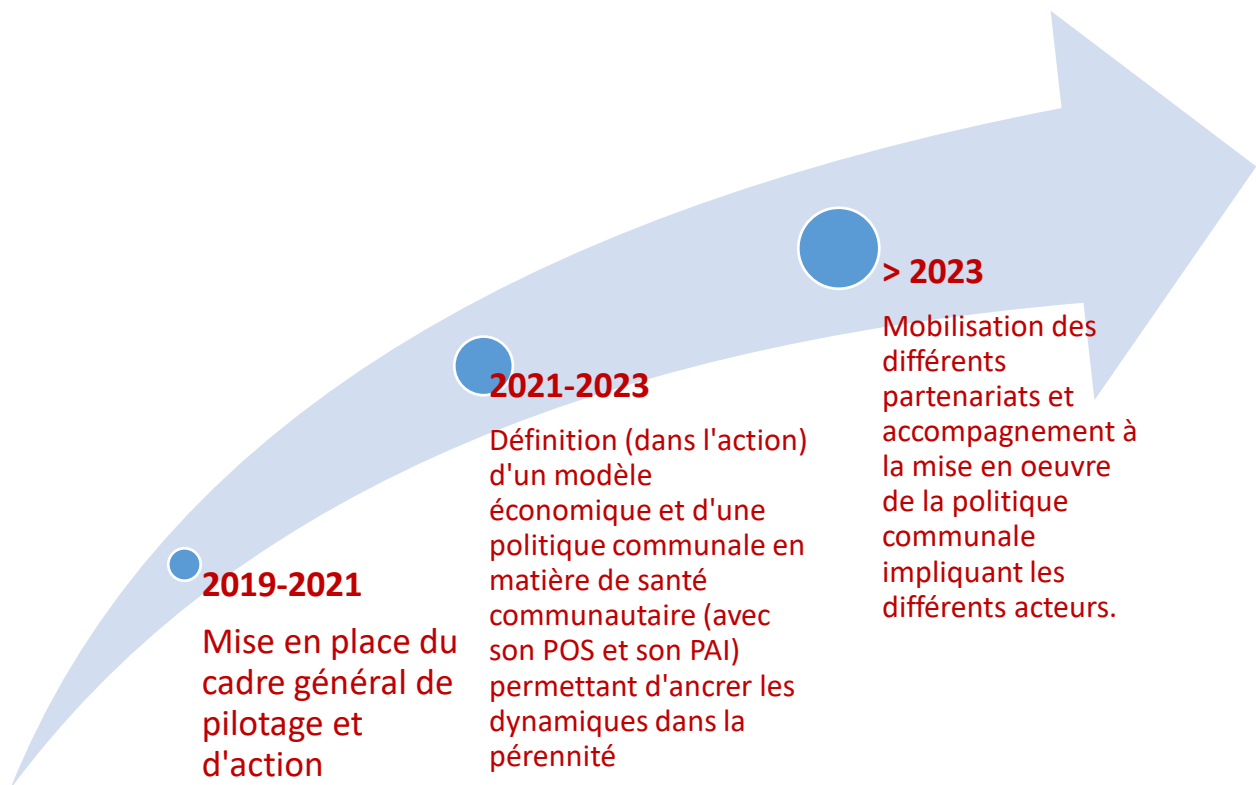 2019-2021
Mise en place du
cadre général de
pilotage et
d'action
2021-2023
Définition (dans l'action)
d'un modèle
économique et d'une
politique communale en
matière de santé
communautaire (avec
son POS et son PAI)
permettant d'ancrer les
dynamiques dans la
pérennité
> 2023
Mobilisation des
différents
partenariats et
accompagnement à
la mise en oeuvre
de la politique
communale
impliquant les
différents acteurs.